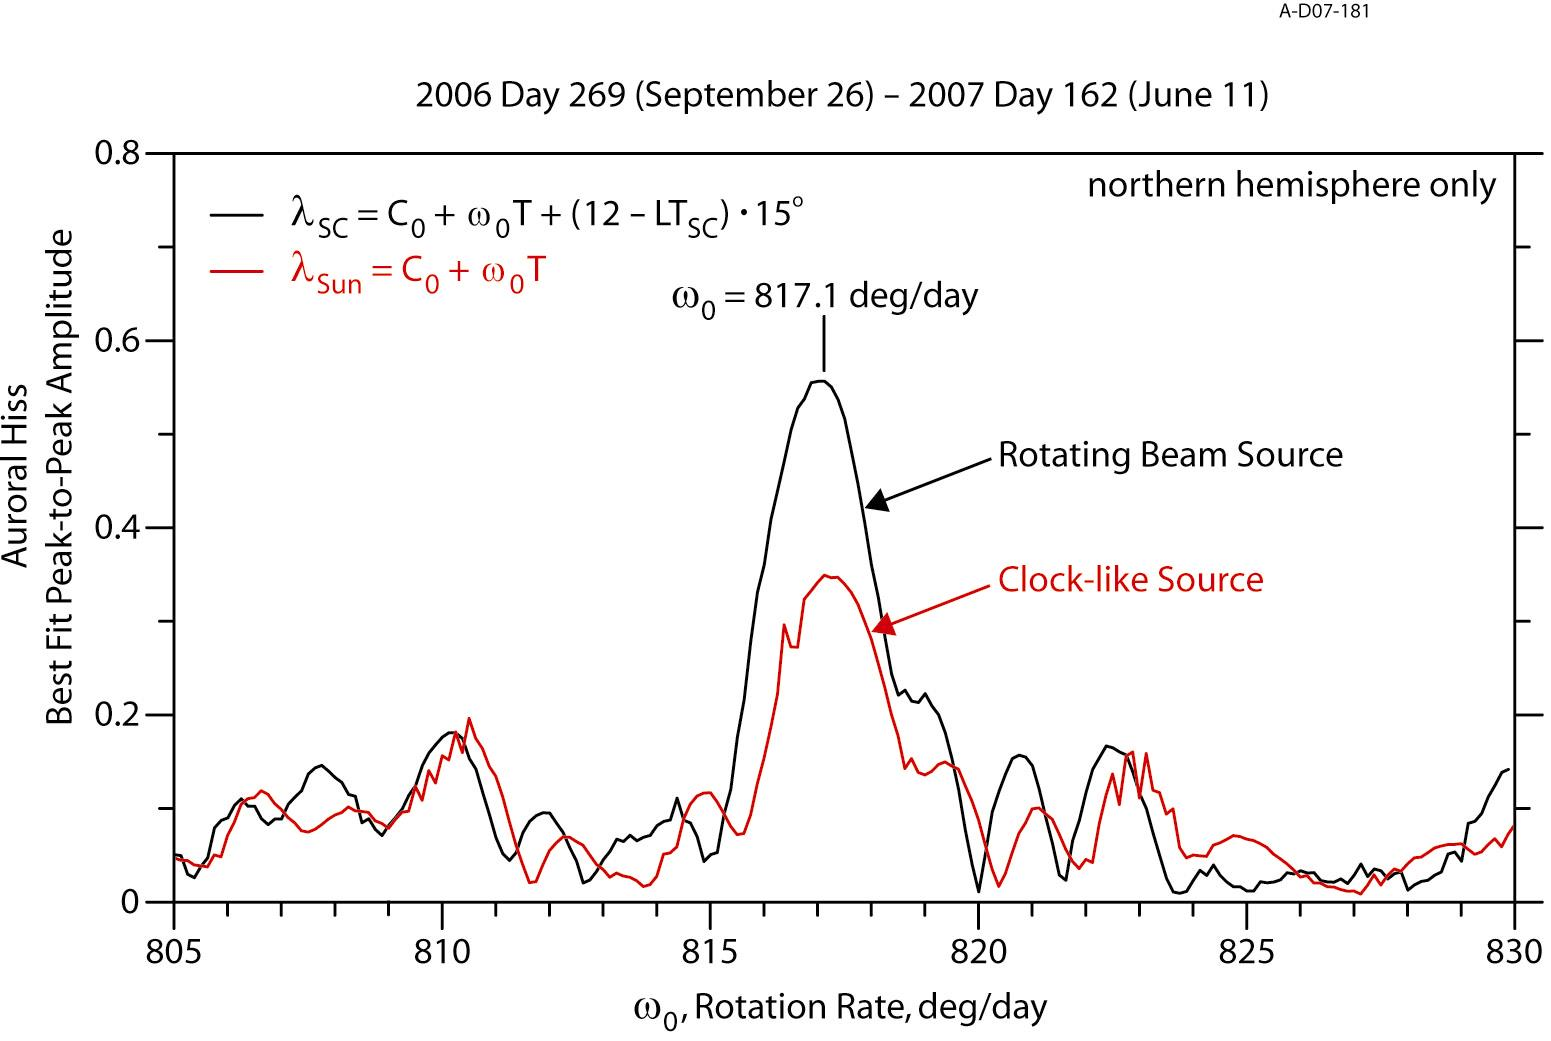 A-D07-181
2006 Day 269 (September 26) – 2007 Day 162 (June 11)
northern hemisphere only
λSC = C0 + ω0T + (12 – LTSC) • 15°
λSun = C0 + ω0T
ω0 = 817.1 deg/day
Rotating Beam Source
Clock-like Source
Auroral Hiss
Best Fit Peak-to-Peak Amplitude
0.8
0.6
0.4
0.2
0
805 810 815 820 825 830
ω0, Rotation Rate, deg/day